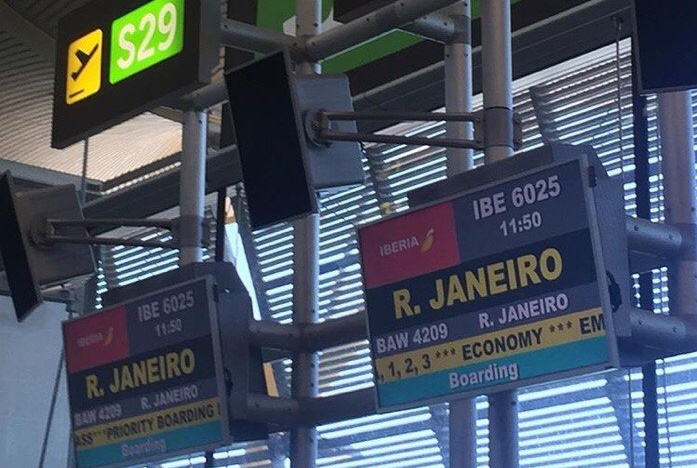 S29
IBERIA
IBE 6025
11:50
R. JANEIRO
BAW 4209 R. JANEIRO
, 1, 2, 3 *** ECONOMY *** EM
Boarding
IBERIA
IBE 6025
11:50
R. JANEIRO
BAW 4209 R. JANEIRO
ASS***PRIORITY BOARDING
Boarding